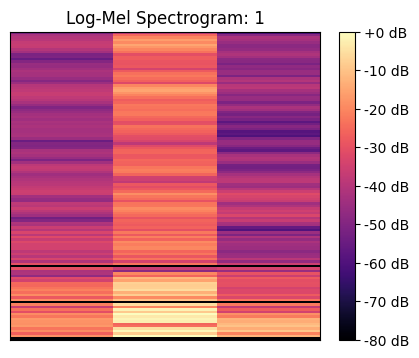 Log-Mel Spectrogram: 1
+0 dB
-10 dB
-20 dB
-30 dB
-40 dB
-50 dB
-60 dB
-70 dB
-80 dB